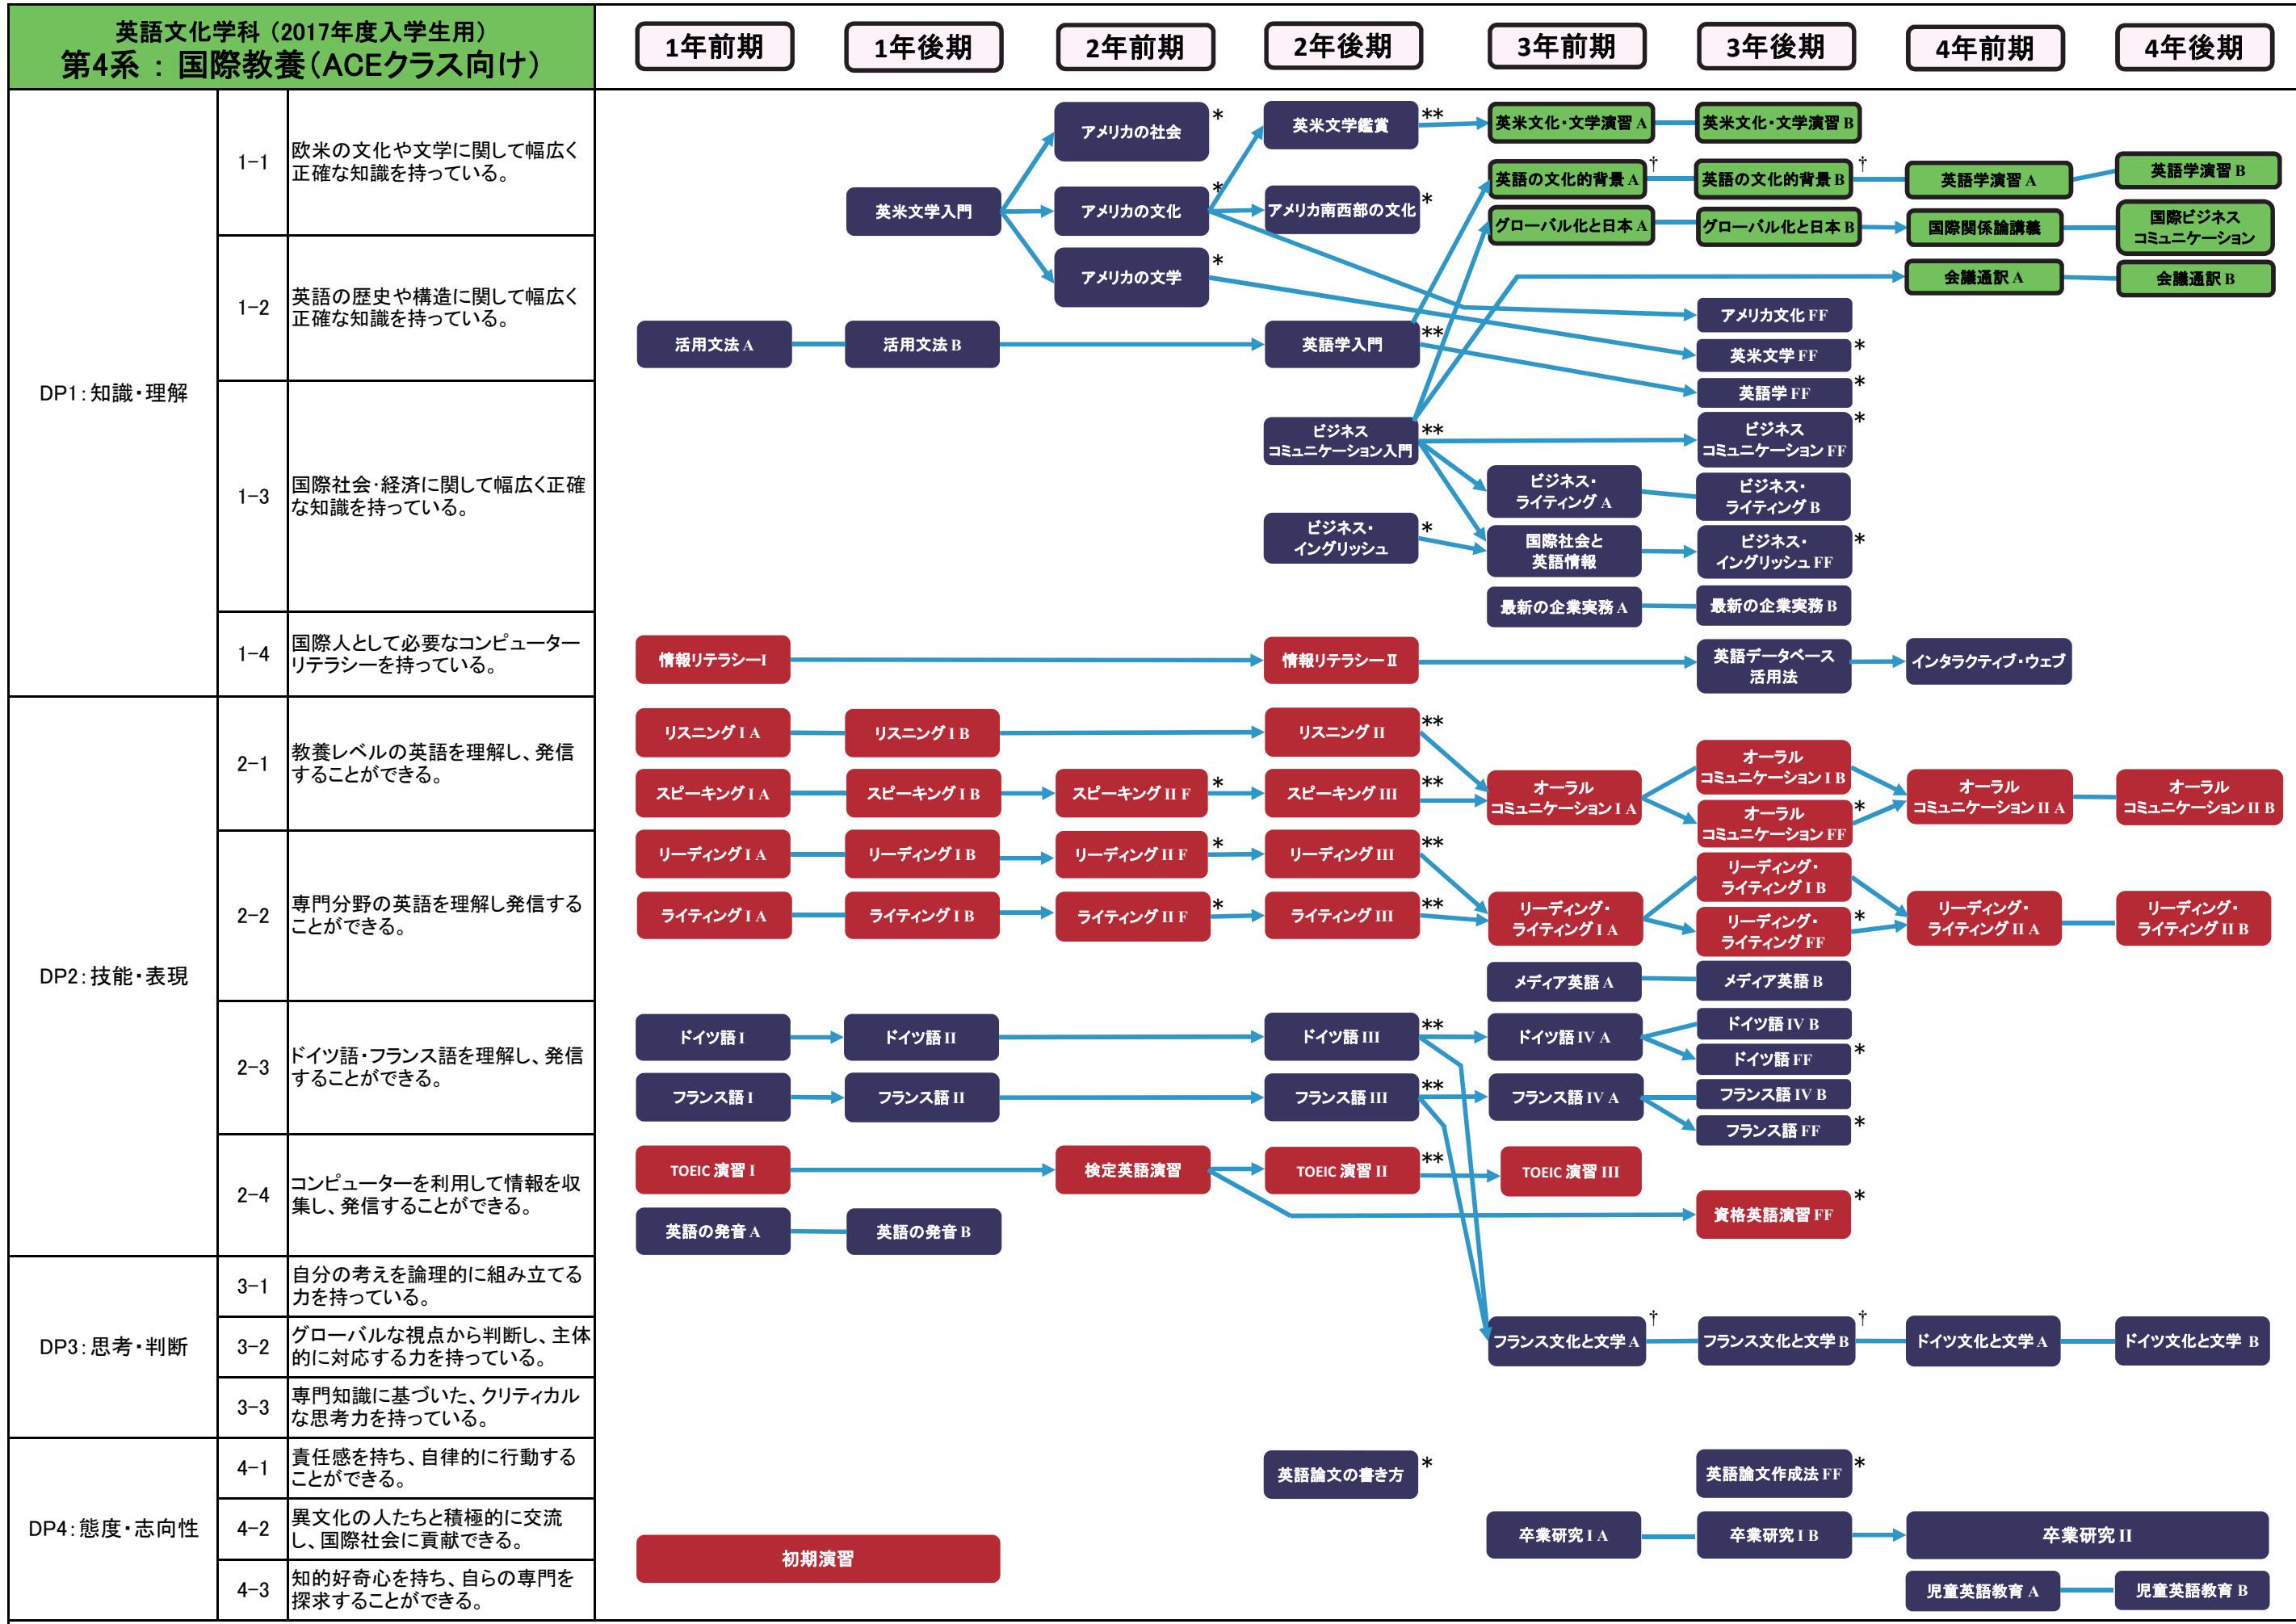 英語文化学科（2017年度入学生用）
第4系 ： 国際教養（ACEクラス向け）
1年前期
1年後期
2年前期
2年後期
3年前期
3年後期
4年前期
4年後期
DP1：知識・理解
1-1
欧米の文化や文学に関して幅広く
正確な知識を持っている。
1-2
英語の歴史や構造に関して幅広く
正確な知識を持っている。
1-3
国際社会・経済に関して幅広く正確
な知識を持っている。
1-4
国際人として必要なコンピューター
リテラシーを持っている。
DP2：技能・表現
2-1
教養レベルの英語を理解し、発信
することができる。
2-2
専門分野の英語を理解し発信する
ことができる。
2-3
ドイツ語・フランス語を理解し、発信
することができる。
2-4
コンピューターを利用して情報を収
集し、発信することができる。
DP3：思考・判断
3-1
自分の考えを論理的に組み立てる
力を持っている。
3-2
グローバルな視点から判断し、主体
的に対応する力を持っている。
3-3
専門知識に基づいた、クリティカル
な思考力を持っている。
DP4：態度・志向性
4-1
責任感を持ち、自律的に行動する
ことができる。
4-2
異文化の人たちと積極的に交流
し、国際社会に貢献できる。
4-3
知的好奇心を持ち、自らの専門を
探求することができる。
アメリカの社会 *
英米文学鑑賞 **
英米文化・文学演習 A
英米文化・文学演習 B
英語の文化的背景 A †
英語の文化的背景 B †
英語学演習 A
英語学演習 B
英米文学入門
アメリカの文化 *
アメリカ南西部の文化 *
グローバル化と日本 A
グローバル化と日本 B
国際関係論講義
国際ビジネス
コミュニケーション
アメリカの文学 *
会議通訳 A
会議通訳 B
アメリカ文化 FF
活用文法 A
活用文法 B
英語学入門 **
英米文学 FF *
英語学 FF *
ビジネス
コミュニケーション入門 **
ビジネス
コミュニケーション FF *
ビジネス・
ライティング A
ビジネス・
ライティング B
ビジネス・
イングリッシュ *
国際社会と
英語情報
ビジネス・
イングリッシュ FF *
最新の企業実務 A
最新の企業実務 B
情報リテラシーI
情報リテラシーⅡ
英語データベース
活用法
インタラクティブ・ウェブ
リスニング I A
リスニング I B
リスニング II **
スピーキング I A
スピーキング I B
スピーキング II F *
スピーキング III **
オーラル
コミュニケーション I A
オーラル
コミュニケーション I B
オーラル
コミュニケーション FF *
オーラル
コミュニケーション II A
オーラル
コミュニケーション II B
リーディング I A
リーディング I B
リーディング II F *
リーディング III **
ライティング I A
ライティング I B
ライティング II F *
ライティング III **
リーディング・
ライティング I A
リーディング・
ライティング I B
リーディング・
ライティング FF *
リーディング・
ライティング II A
リーディング・
ライティング II B
メディア英語 A
メディア英語 B
ドイツ語 I
ドイツ語 II
ドイツ語 III **
ドイツ語 IV A
ドイツ語 IV B
ドイツ語 FF *
フランス語 I
フランス語 II
フランス語 III **
フランス語 IV A
フランス語 IV B
フランス語 FF *
TOEIC 演習 I
検定英語演習
TOEIC 演習 II **
TOEIC 演習 III
資格英語演習 FF *
英語の発音 A
英語の発音 B
フランス文化と文学 A †
フランス文化と文学 B †
ドイツ文化と文学 A
ドイツ文化と文学 B
英語論文の書き方 *
英語論文作成法 FF *
卒業研究 I A
卒業研究 I B
卒業研究 II
初期演習
児童英語教育 A
児童英語教育 B